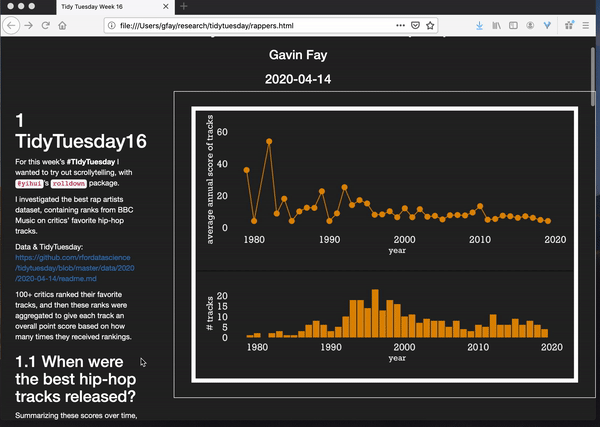 Tidy Tuesday Week 16
file:///Users/gfay/research/tidytuesday/rappers.html
Gavin Fay
2020-04-14
1
TidyTuesday16
For this week's #TidyTuesday I
wanted to try out scrollytelling, with
@yihui's rolldown package.
I investigated the best rap artists
dataset, containing ranks from BBC
Music on critics' favorite hip-hop
tracks.
Data & TidyTuesday:
https://github.com/rfordatascience
/tidytuesday/blob/master/data/2020
/2020-04-14/readme.md
100+ critics ranked their favorite
tracks, and then these ranks were
aggregated to give each track an
overall point score based on how
many times they received rankings.
1.1 When were
the best hip-hop
tracks released?
Summarizing these scores over time,
average annual score of tracks
60
40
20
0
1980 1990 2000 2010 2020
year
# tracks
20
15
10
5
0
1980 1990 2000 2010 2020
year